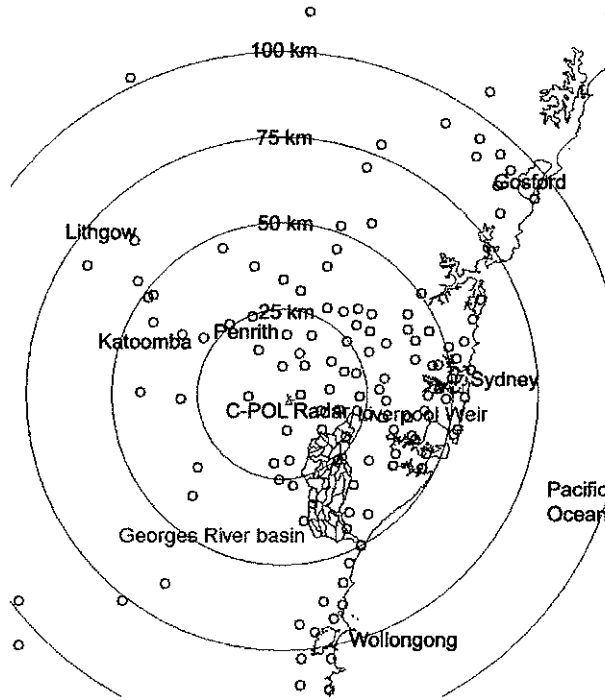 100 km
75 km
Gosford
50 km
Lithgow
25 km
Penrith
Katoomba
Sydney
C-POL Radar
Liverpool Weir
Pacific
Ocean
Georges River basin
Wollongong